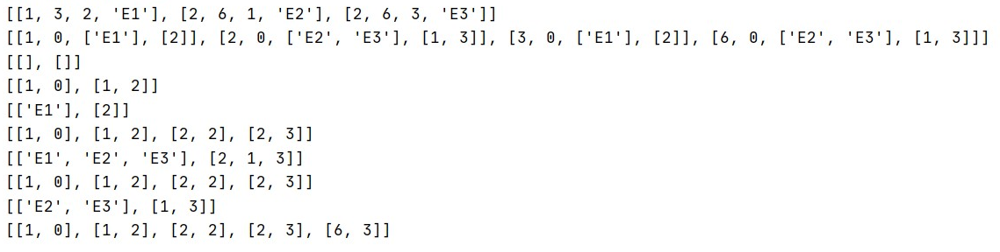 [[1, 3, 2, 'E1'], [2, 6, 1, 'E2'], [2, 6, 3, 'E3']]
[[1, 0, ['E1'], [2]], [2, 0, ['E2', 'E3'], [1, 3]], [3, 0, ['E1'], [2]], [6, 0, ['E2', 'E3'], [1, 3]]]
[[], []]
[[1, 0], [1, 2]]
[['E1'], [2]]
[[1, 0], [1, 2], [2, 2], [2, 3]]
[['E1', 'E2', 'E3'], [2, 1, 3]]
[[1, 0], [1, 2], [2, 2], [2, 3]]
[['E2', 'E3'], [1, 3]]
[[1, 0], [1, 2], [2, 2], [2, 3], [6, 3]]